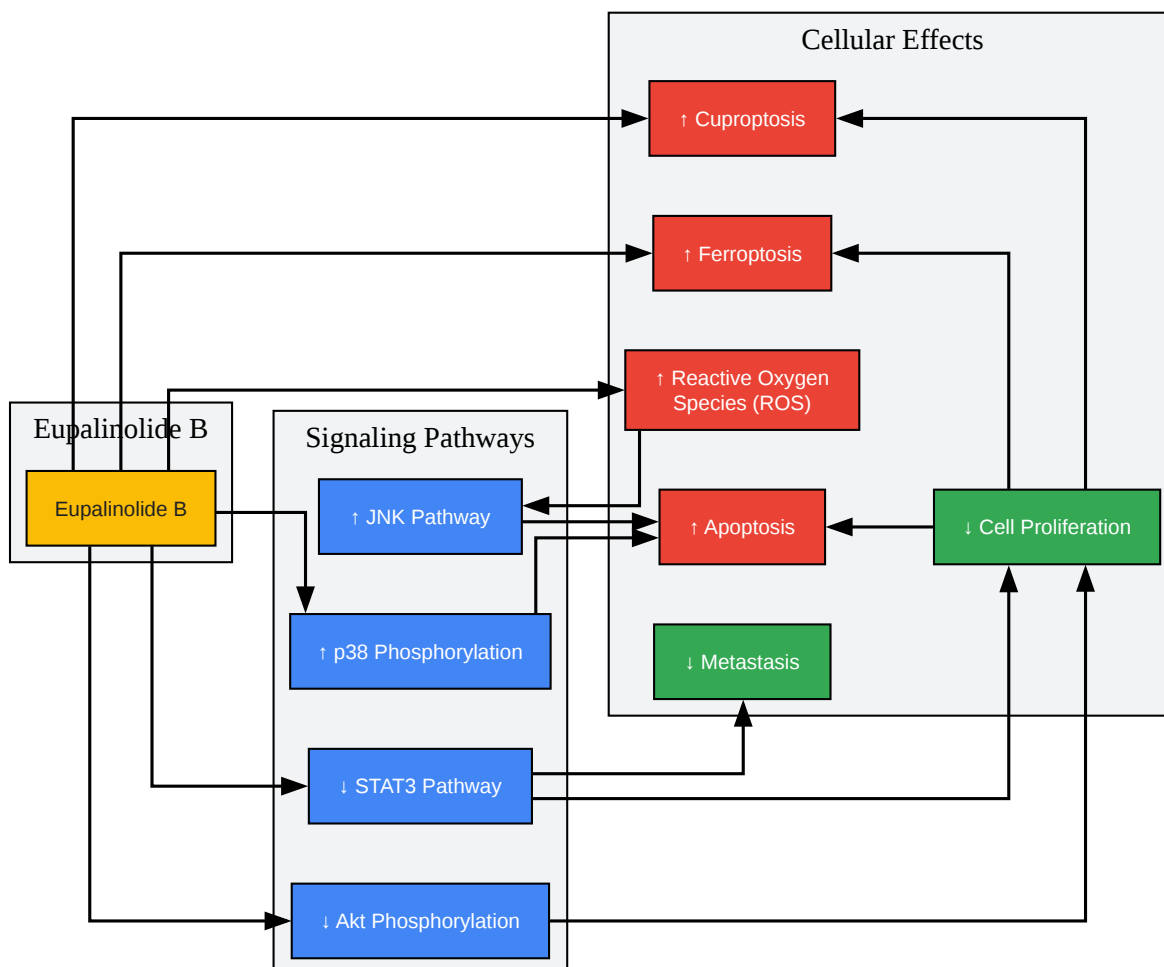 Cellular Effects
↑ Cuproptosis
↑ Ferroptosis
↑ Reactive Oxygen
Species (ROS)
Eupalinolide B
Signaling Pathways
Eupalinolide B
↑ JNK Pathway
↑ Apoptosis
↓ Cell Proliferation
↑ p38 Phosphorylation
↓ Metastasis
↓ STAT3 Pathway
↓ Akt Phosphorylation